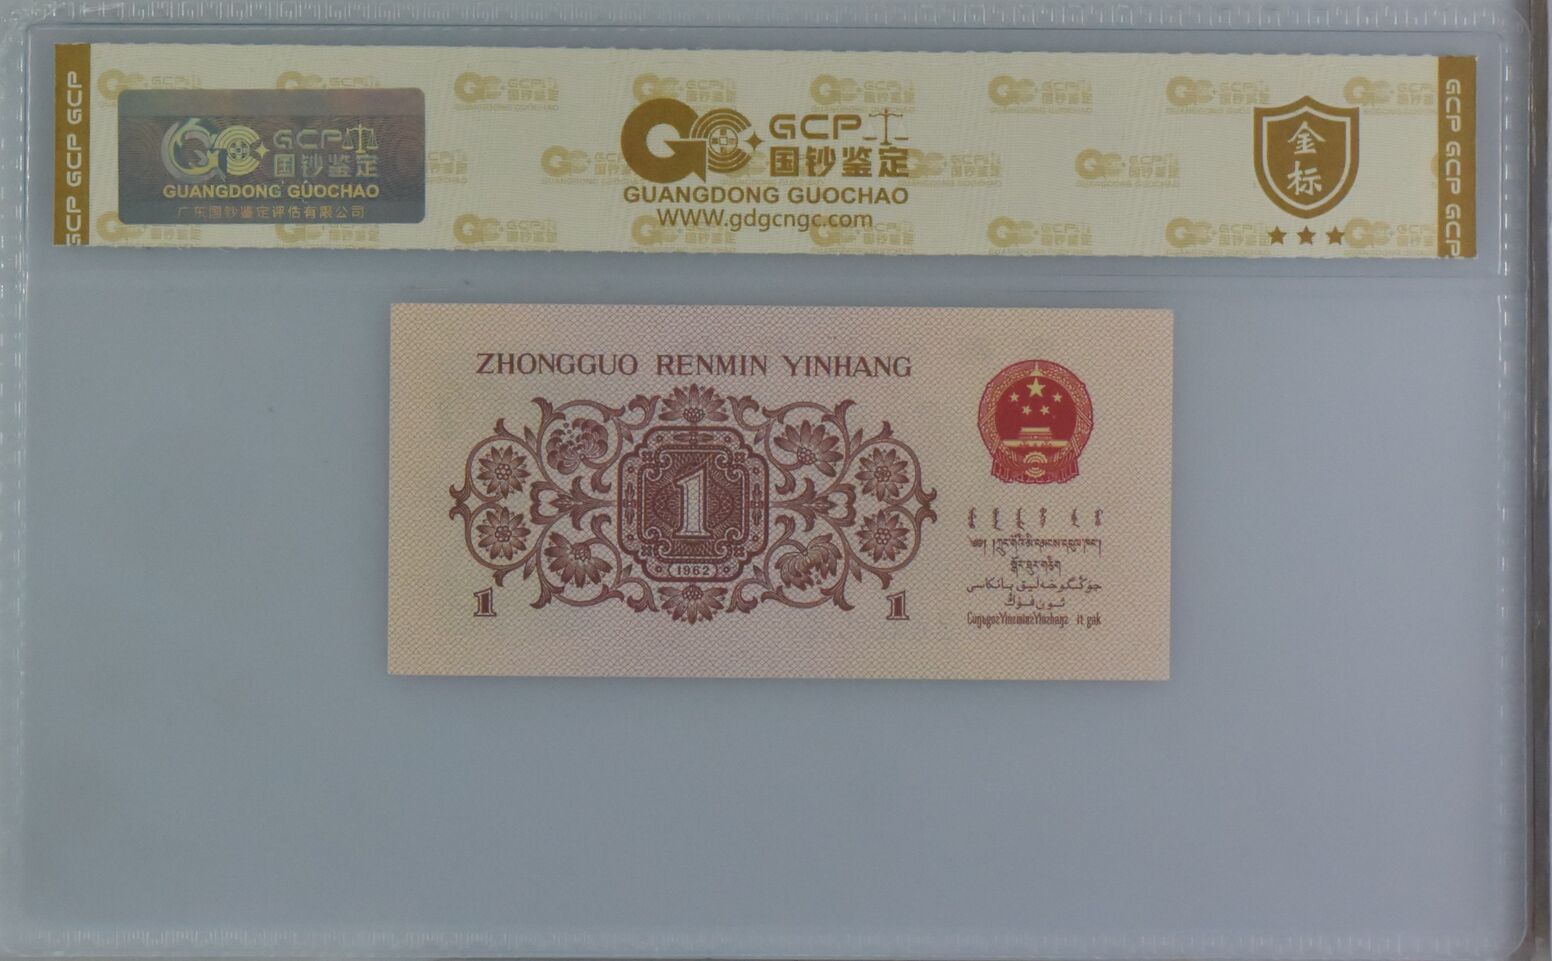 GCP GCP GCP
GCP
国钞鉴定
GUANGDONG GUOCHAO
广东国钞鉴定评估有限公司
GCP
国钞鉴定
GUANGDONG GUOCHAO
WWW.gdgcngc.com
金标
GCP GCP GCP GCP
ZHONGGUO RENMIN YINHANG
1
(1962)
1
1